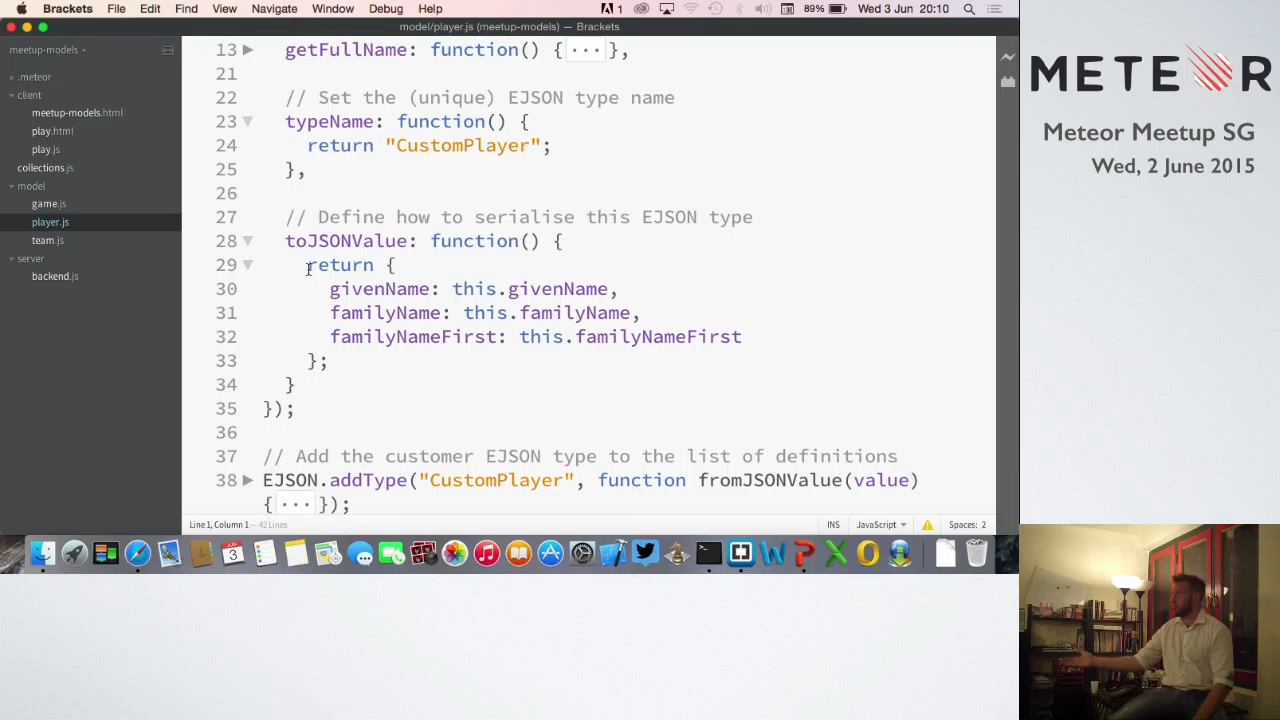 Brackets File Edit Find View Navigate Window Debug Help 1 89% Wed 3 Jun 20:10
model/player.js (meetup-models) — Brackets
meetup-models
.meteor
client
meetup-models.html
play.html
play.js
collections.js
model
game.js
player.js
team.js
server
backend.js
13 getFullName: function() {...},
21
22 // Set the (unique) EJSON type name
23 typeName: function() {
24 return "CustomPlayer";
25 },
26
27 // Define how to serialise this EJSON type
28 toJSONValue: function() {
29 return {
30 givenName: this.givenName,
31 familyName: this.familyName,
32 familyNameFirst: this.familyNameFirst
33 };
34 }
35 });
36
37 // Add the customer EJSON type to the list of definitions
38 EJSON.addType("CustomPlayer", function fromJSONValue(value)
{...});
Line 1, Column 1 — 42 Lines
INS JavaScript Spaces: 2
METEOR
Meteor Meetup SG
Wed, 2 June 2015